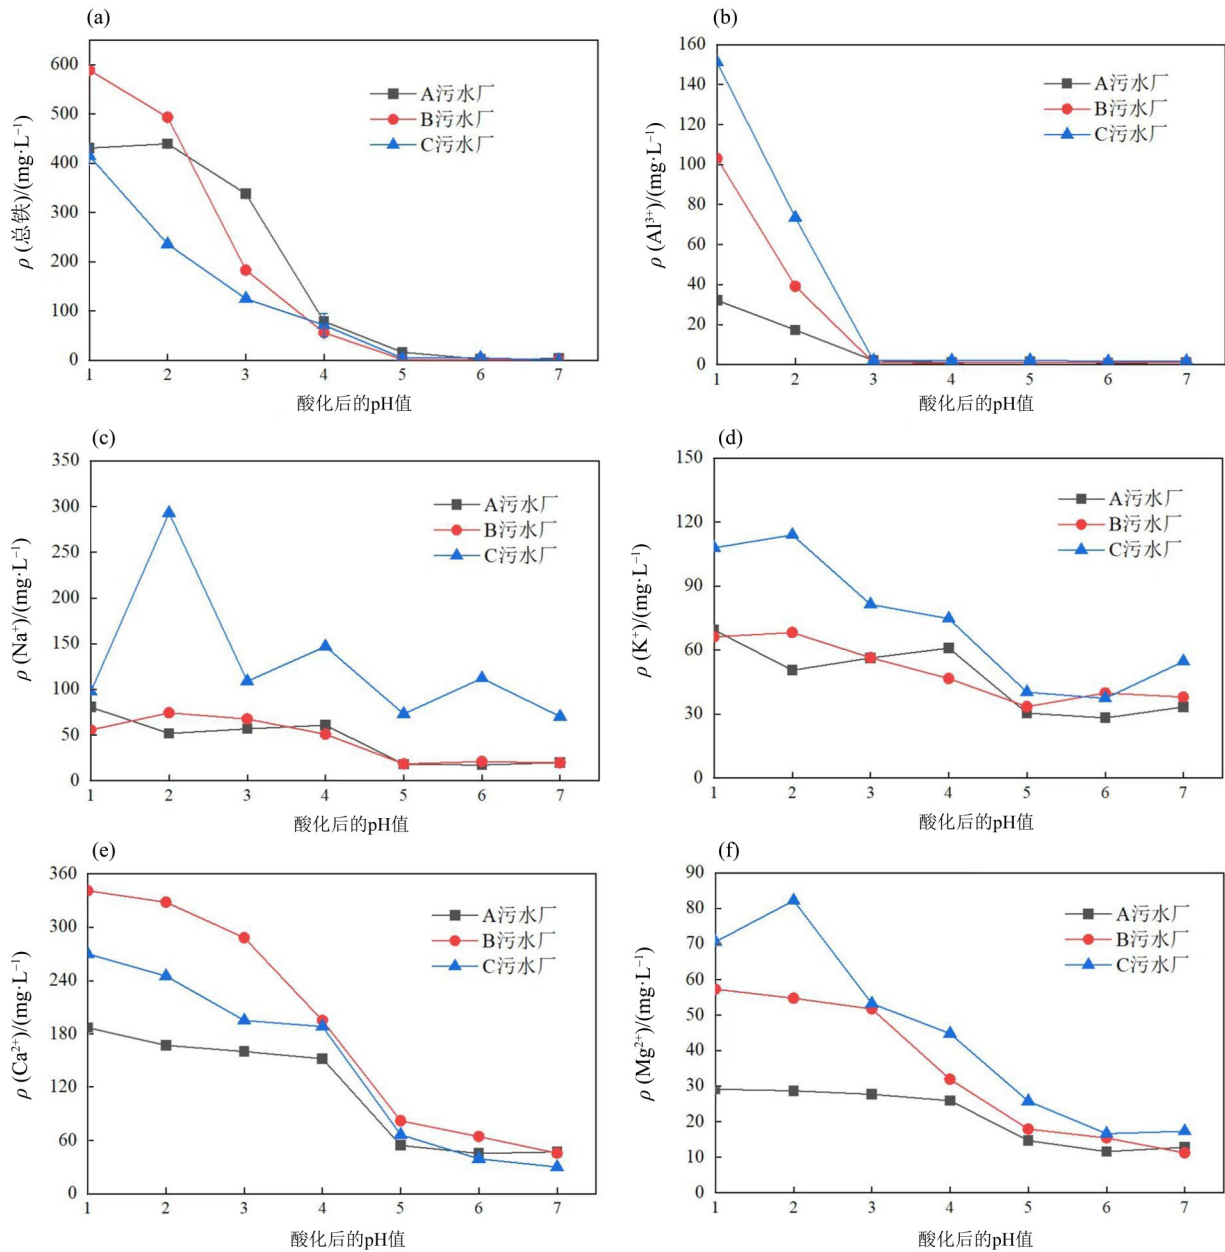 (a)
ρ (总铁)/(mg·L⁻¹)
600
500
400
300
200
100
0
A污水厂
B污水厂
C污水厂
1 2 3 4 5 6 7
酸化后的pH值
(b)
ρ (Al³⁺)/(mg·L⁻¹)
160
140
120
100
80
60
40
20
0
A污水厂
B污水厂
C污水厂
1 2 3 4 5 6 7
酸化后的pH值
(c)
ρ (Na⁺)/(mg·L⁻¹)
350
300
250
200
150
100
50
0
A污水厂
B污水厂
C污水厂
1 2 3 4 5 6 7
酸化后的pH值
(d)
ρ (K⁺)/(mg·L⁻¹)
150
120
90
60
30
0
A污水厂
B污水厂
C污水厂
1 2 3 4 5 6 7
酸化后的pH值
(e)
ρ (Ca²⁺)/(mg·L⁻¹)
360
300
240
180
120
60
0
A污水厂
B污水厂
C污水厂
1 2 3 4 5 6 7
酸化后的pH值
(f)
ρ (Mg²⁺)/(mg·L⁻¹)
90
80
70
60
50
40
30
20
10
0
A污水厂
B污水厂
C污水厂
1 2 3 4 5 6 7
酸化后的pH值